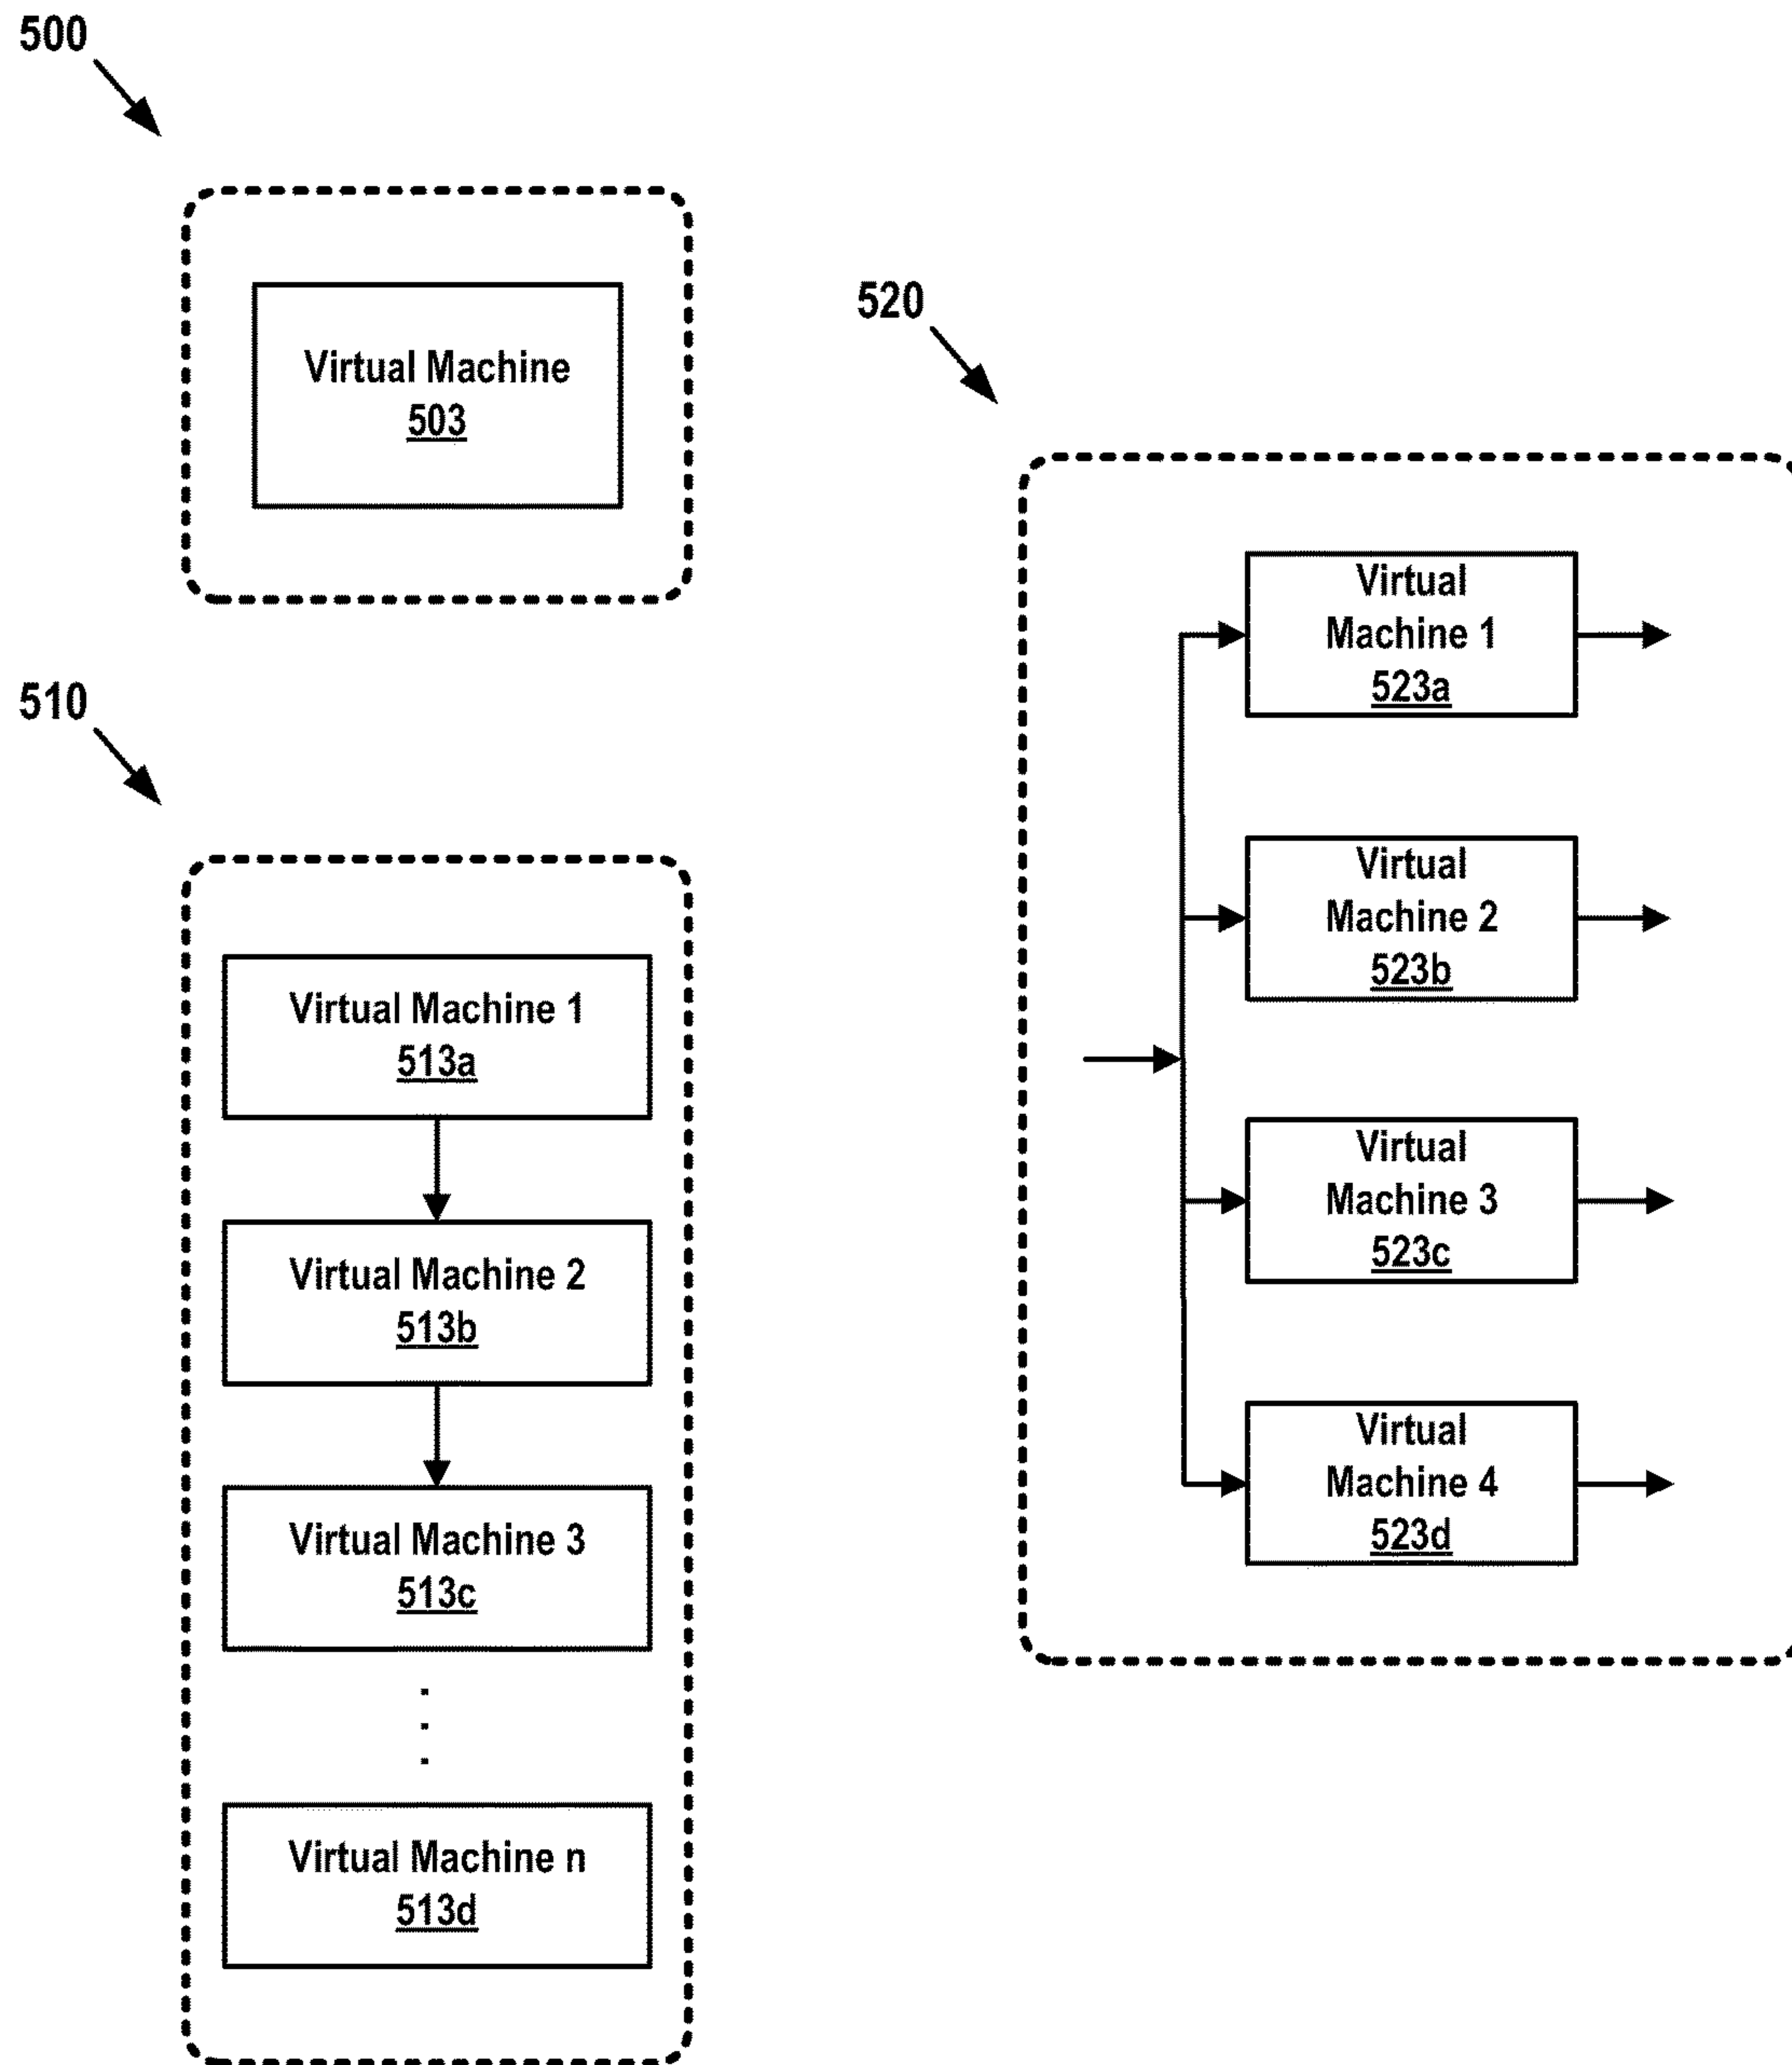 500
Virtual Machine
503
510
Virtual Machine 1
513a
Virtual Machine 2
513b
Virtual Machine 3
513c
Virtual Machine n
513d
520
Virtual
Machine 1
523a
Virtual
Machine 2
523b
Virtual
Machine 3
523c
Virtual
Machine 4
523d